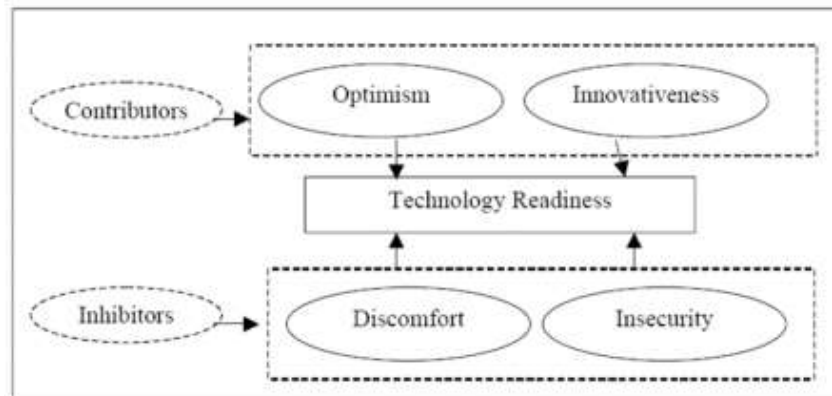 Optimism
Innovativeness
Contributors
Technology Readiness
Inhibitors
Discomfort
Insecurity